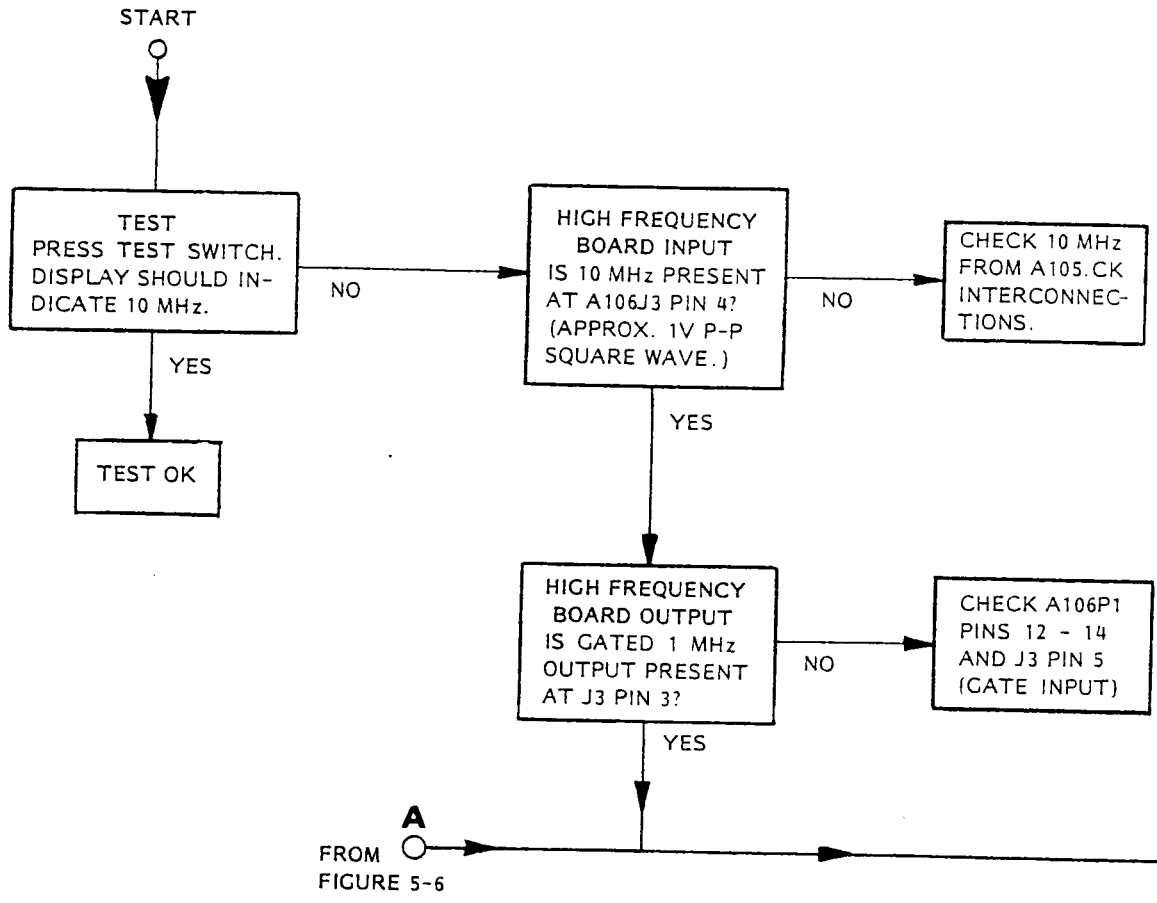 START
TEST
PRESS TEST SWITCH.
DISPLAY SHOULD IN-
DICATE 10 MHz.
NO
YES
TEST OK
HIGH FREQUENCY
BOARD INPUT
IS 10 MHz PRESENT
AT A106J3 PIN 4?
(APPROX. 1V P-P
SQUARE WAVE.)
NO
YES
CHECK 10 MHz
FROM A105.CK
INTERCONNEC-
TIONS.
HIGH FREQUENCY
BOARD OUTPUT
IS GATED 1 MHz
OUTPUT PRESENT
AT J3 PIN 3?
NO
YES
CHECK A106P1
PINS 12 - 14
AND J3 PIN 5
(GATE INPUT)
A
FROM
FIGURE 5-6